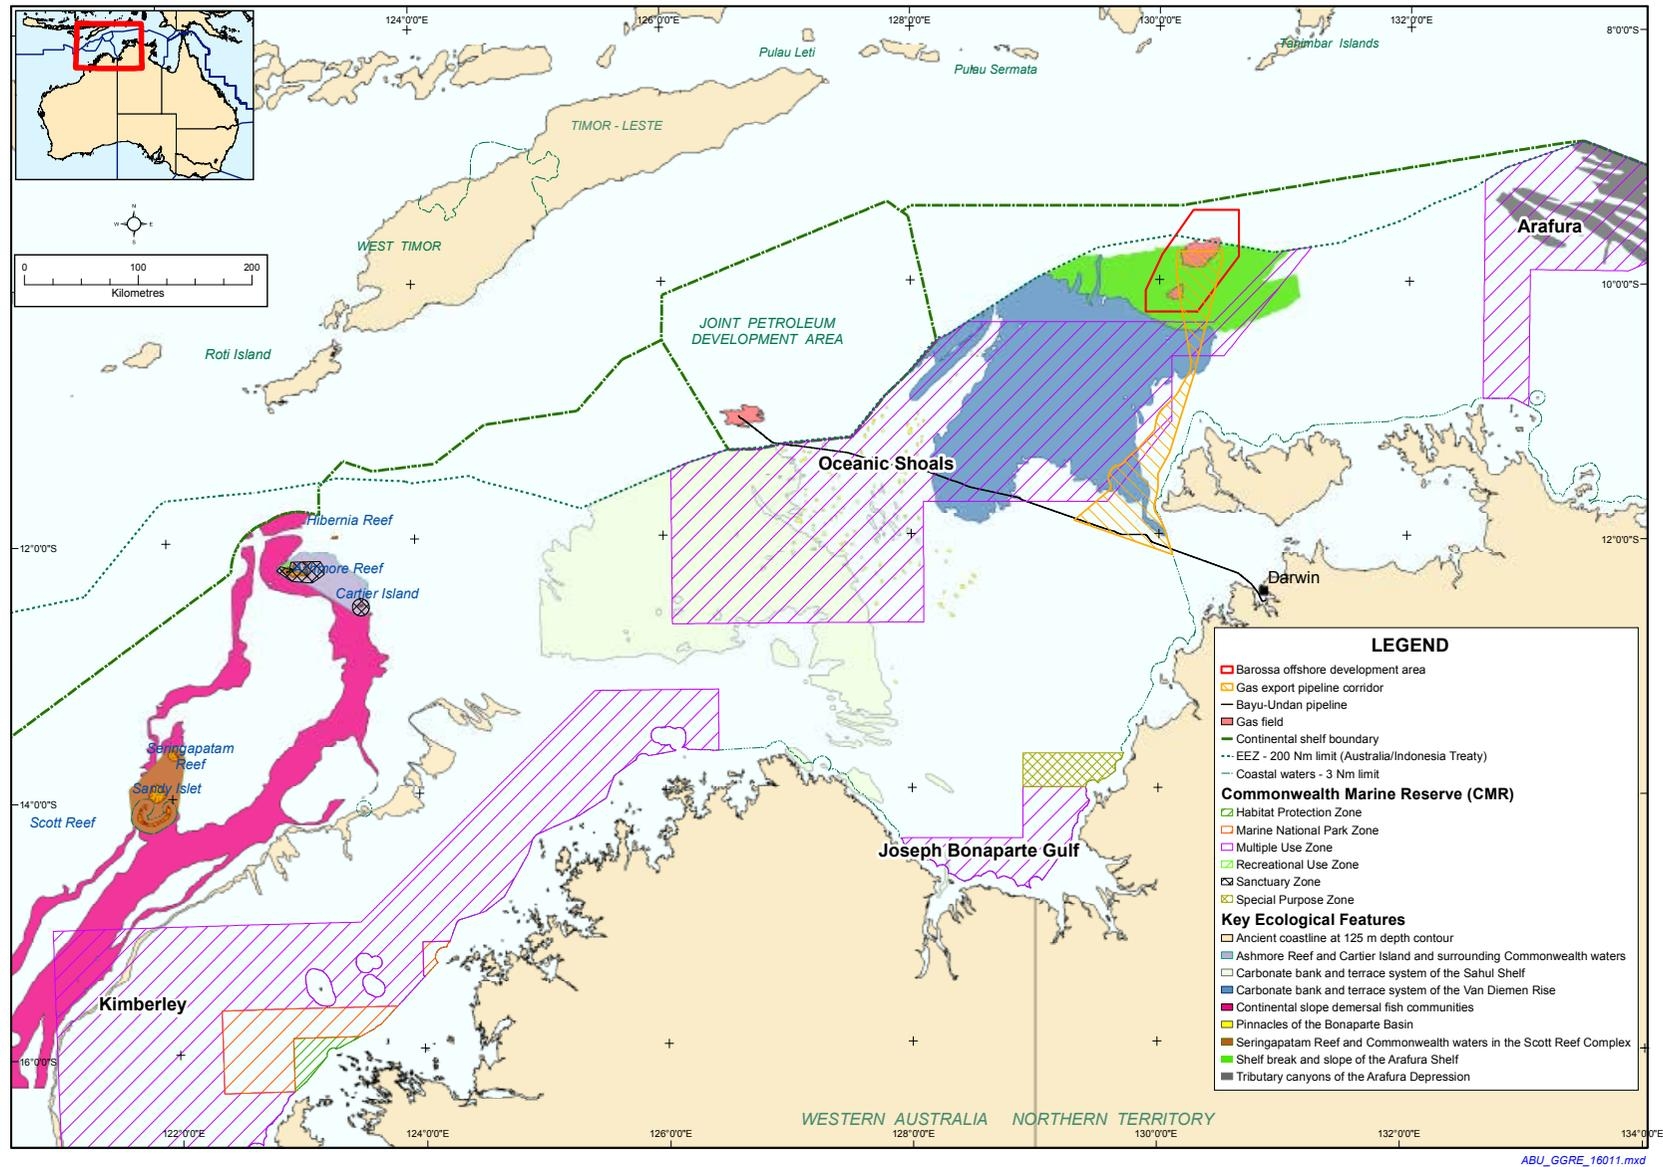 124°0'0"E
126°0'0"E
128°0'0"E
130°0'0"E
132°0'0"E
8°0'0"S
Pulau Leti
Pulau Sermata
Tanimbar Islands
TIMOR - LESTE
N
W
E
S
WEST TIMOR
Arafura
0 100 200
Kilometres
10°0'0"S
JOINT PETROLEUM
DEVELOPMENT AREA
Roti Island
Oceanic Shoals
Hibernia Reef
12°0'0"S
12°0'0"S
Ashmore Reef
Cartier Island
Darwin
Seringapatam
Reef
Sandy Islet
14°0'0"S
Scott Reef
Joseph Bonaparte Gulf
Kimberley
16°0'0"S
LEGEND
Barossa offshore development area
Gas export pipeline corridor
Bayu-Undan pipeline
Gas field
Continental shelf boundary
EEZ - 200 Nm limit (Australia/Indonesia Treaty)
Coastal waters - 3 Nm limit
Commonwealth Marine Reserve (CMR)
Habitat Protection Zone
Marine National Park Zone
Multiple Use Zone
Recreational Use Zone
Sanctuary Zone
Special Purpose Zone
Key Ecological Features
Ancient coastline at 125 m depth contour
Ashmore Reef and Cartier Island and surrounding Commonwealth waters
Carbonate bank and terrace system of the Sahul Shelf
Carbonate bank and terrace system of the Van Diemen Rise
Continental slope demersal fish communities
Pinnacles of the Bonaparte Basin
Seringapatam Reef and Commonwealth waters in the Scott Reef Complex
Shelf break and slope of the Arafura Shelf
Tributary canyons of the Arafura Depression
WESTERN AUSTRALIA NORTHERN TERRITORY
122°0'0"E
124°0'0"E
126°0'0"E
128°0'0"E
130°0'0"E
132°0'0"E
134°0'0"E
ABU_GGRE_16011.mxd